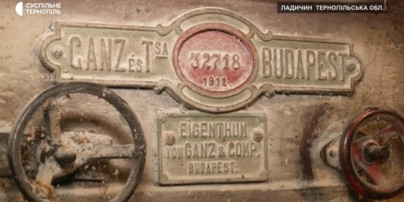 СУСПІЛЬНЕ
ТЕРНОПІЛЬ
ЛАДИЧИН ТЕРНОПІЛЬСЬКА ОБЛ.
GANZ ÉS TSA
32718
1912
BUDAPEST
EIGENTHUM
VON GANZ & COMP.
BUDAPEST.